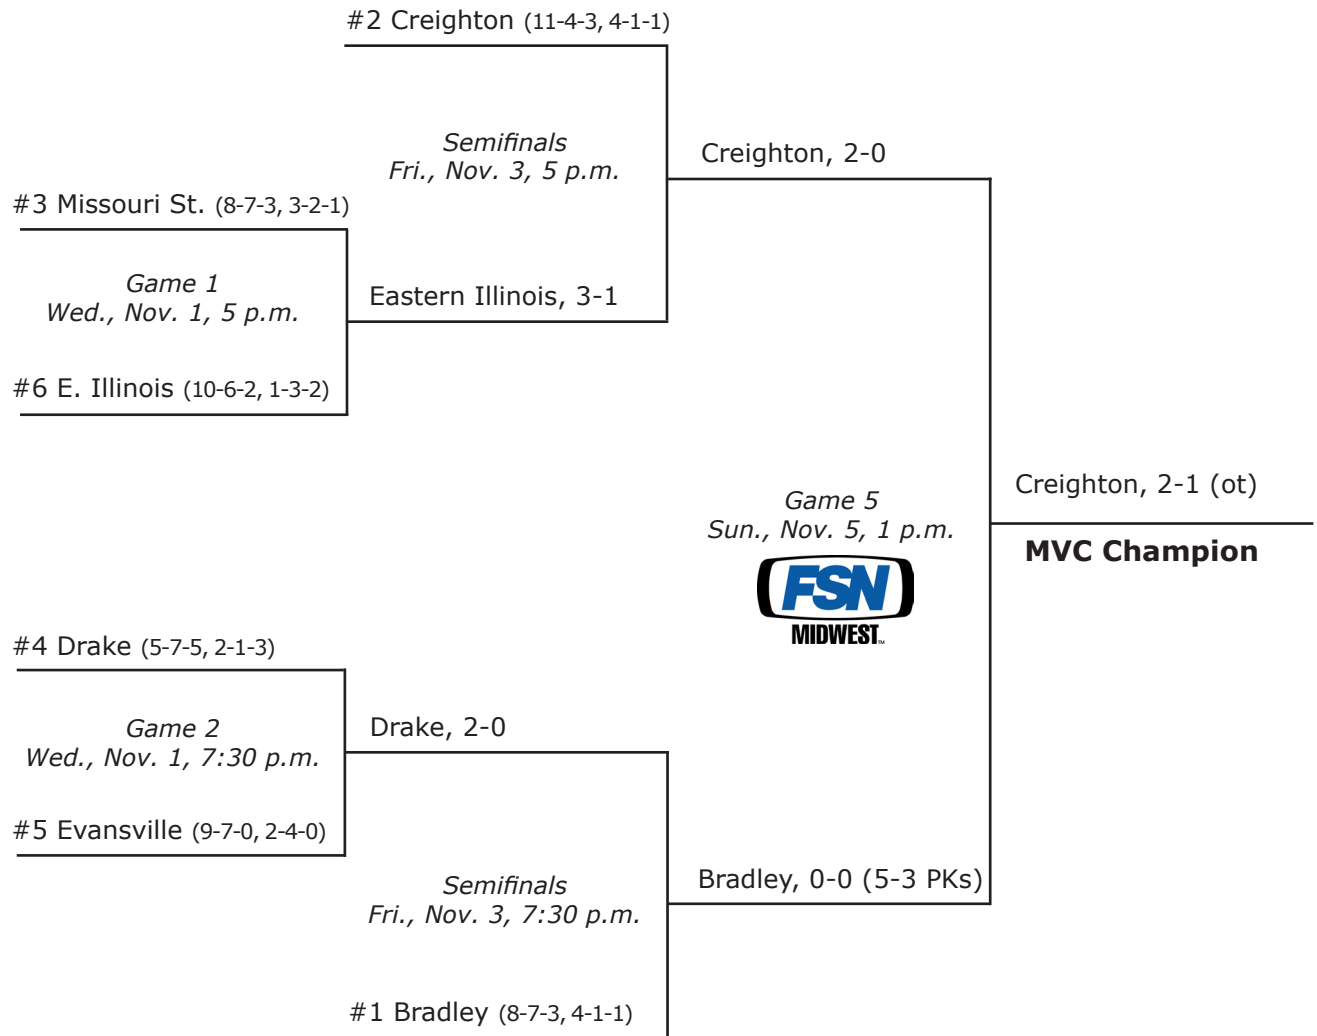 #2 Creighton (11-4-3, 4-1-1)
Semifinals
Fri., Nov. 3, 5 p.m.
Creighton, 2-0
#3 Missouri St. (8-7-3, 3-2-1)
Game 1
Wed., Nov. 1, 5 p.m.
Eastern Illinois, 3-1
#6 E. Illinois (10-6-2, 1-3-2)
Creighton, 2-1 (ot)
Game 5
Sun., Nov. 5, 1 p.m.
MVC Champion
FSN
MIDWEST™
#4 Drake (5-7-5, 2-1-3)
Game 2
Wed., Nov. 1, 7:30 p.m.
Drake, 2-0
#5 Evansville (9-7-0, 2-4-0)
Semifinals
Fri., Nov. 3, 7:30 p.m.
Bradley, 0-0 (5-3 PKs)
#1 Bradley (8-7-3, 4-1-1)